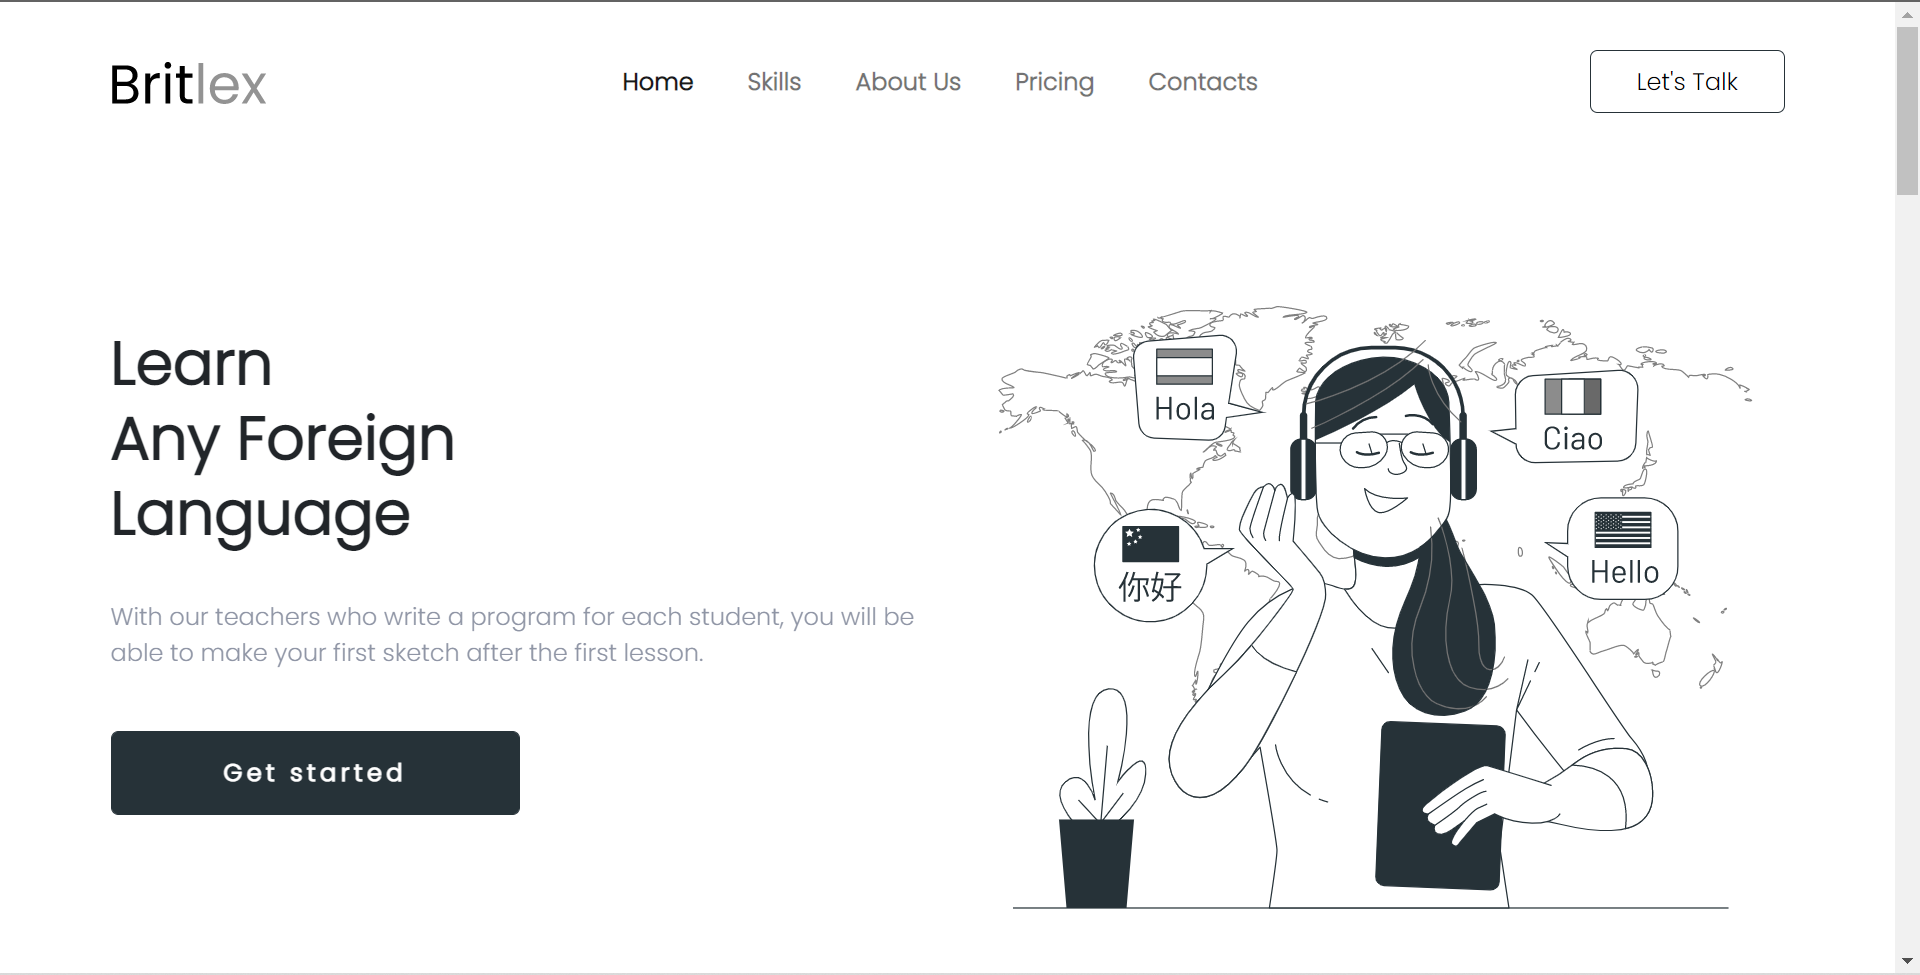 Britlex
Home
Skills
About Us
Pricing
Contacts
Let's Talk
Learn
Any Foreign
Language
With our teachers who write a program for each student, you will be
able to make your first sketch after the first lesson.
Get started
Hola
Ciao
你好
Hello